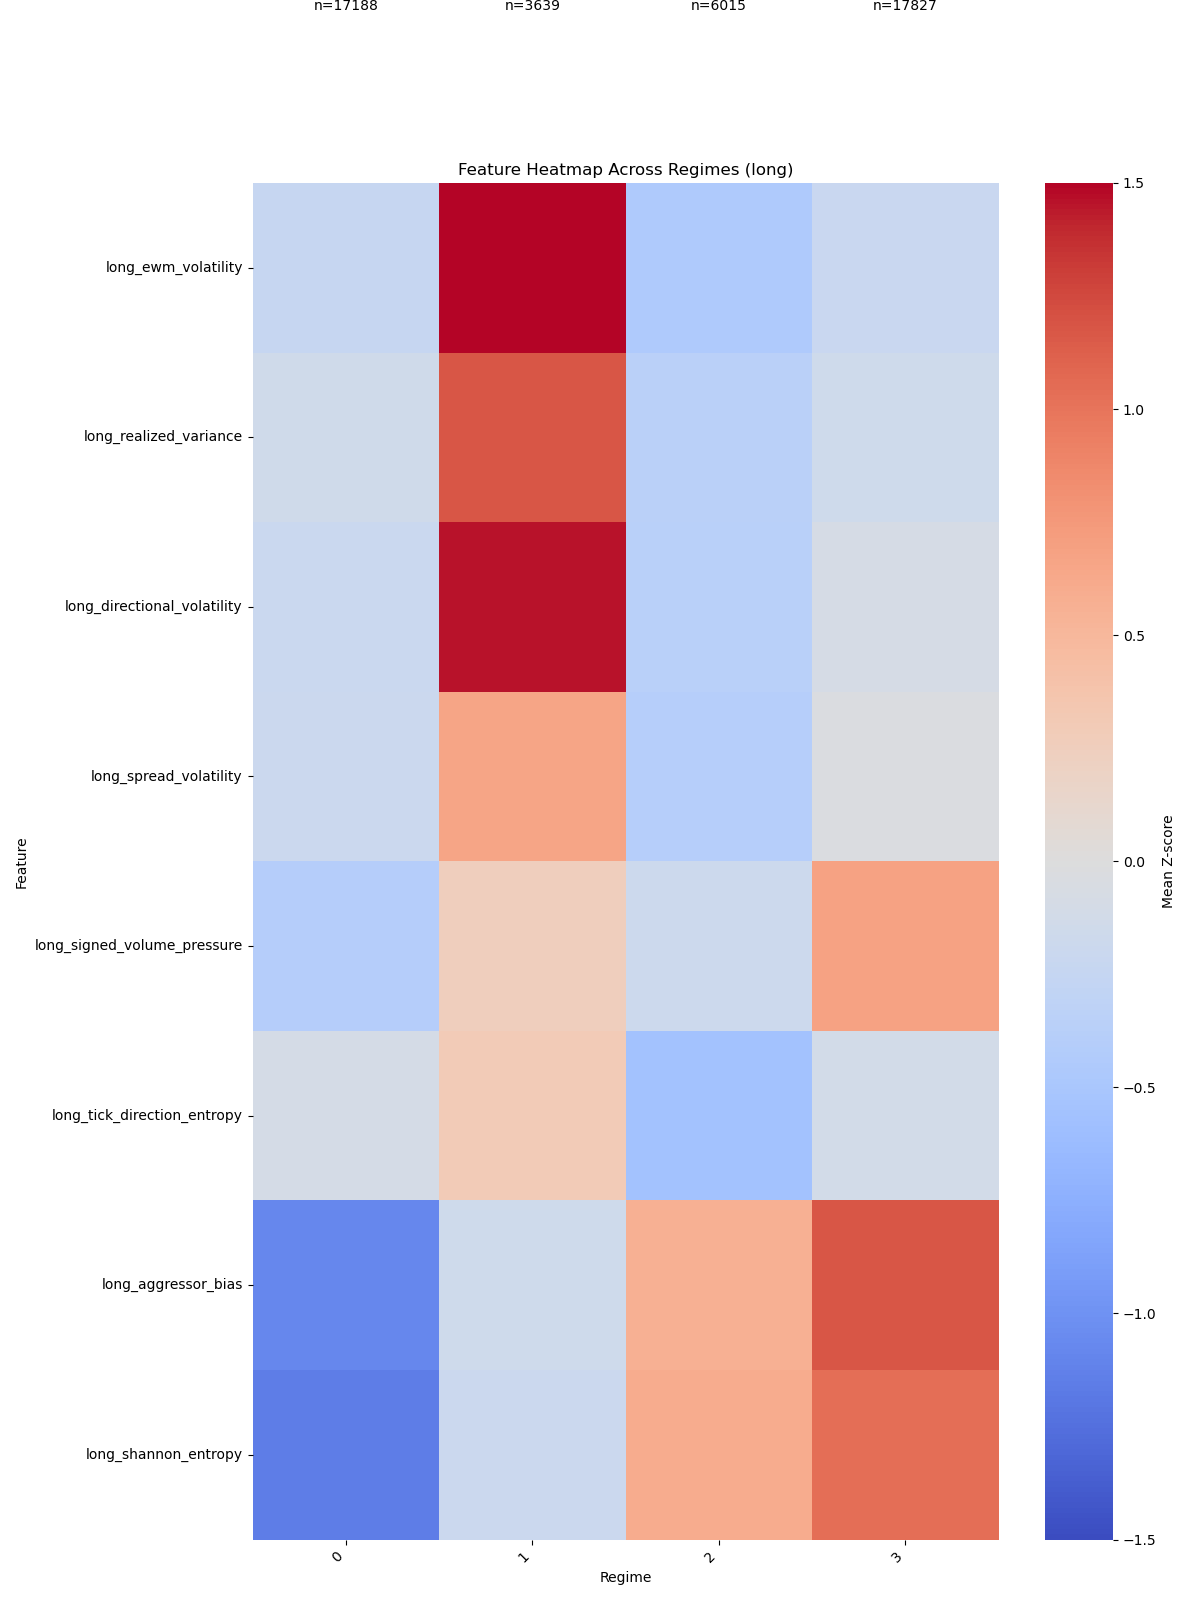 n=17188 n=3639 n=6015 n=17827
Feature Heatmap Across Regimes (long)
long_ewm_volatility
long_realized_variance
long_directional_volatility
long_spread_volatility
long_signed_volume_pressure
long_tick_direction_entropy
long_aggressor_bias
long_shannon_entropy
Feature
0 1 2 3
Regime
1.5
1.0
0.5
0.0
−0.5
−1.0
−1.5
Mean Z-score